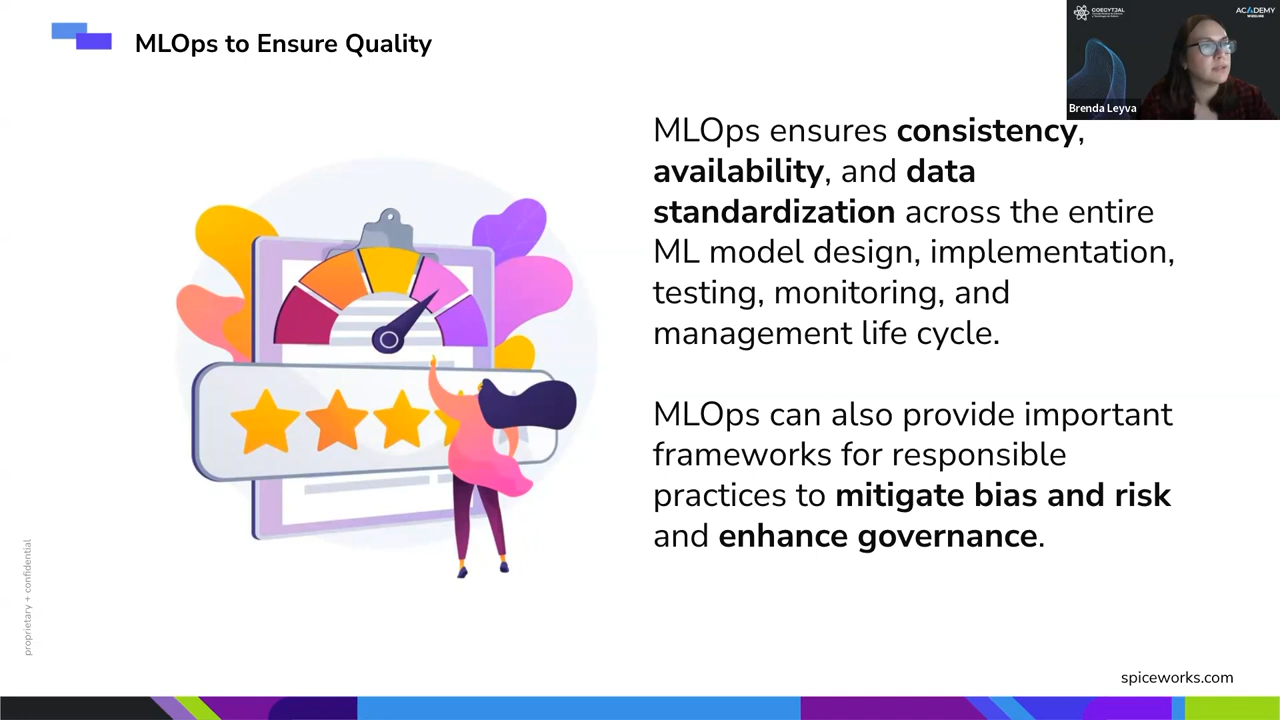 MLOps to Ensure Quality
COECYTJAL
ACADEMY
Brenda Leyva
MLOps ensures consistency,
availability, and data
standardization across the entire
ML model design, implementation,
testing, monitoring, and
management life cycle.
MLOps can also provide important
frameworks for responsible
practices to mitigate bias and risk
and enhance governance.
proprietary + confidential
spiceworks.com